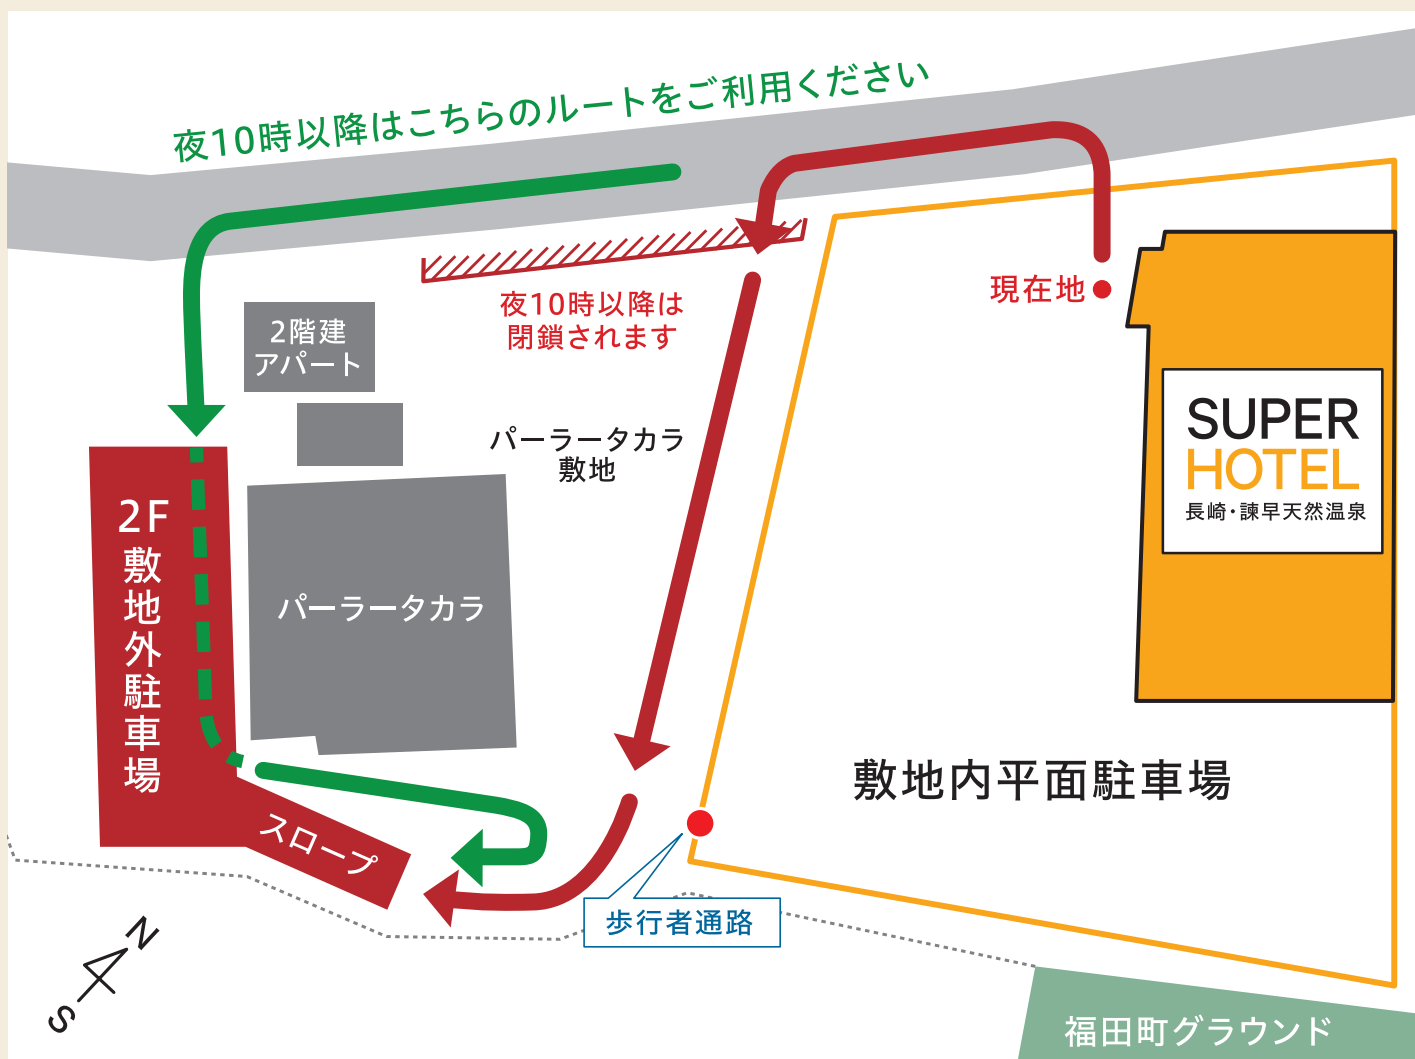 夜10時以降はこちらのルートをご利用ください
現在地
夜10時以降は
閉鎖されます
2階建
アパート
パーラータカラ
敷地
SUPER
HOTEL
長崎・諫早天然温泉
2F
敷地外駐車場
パーラータカラ
敷地内平面駐車場
スロープ
歩行者通路
N
S
福田町グラウンド